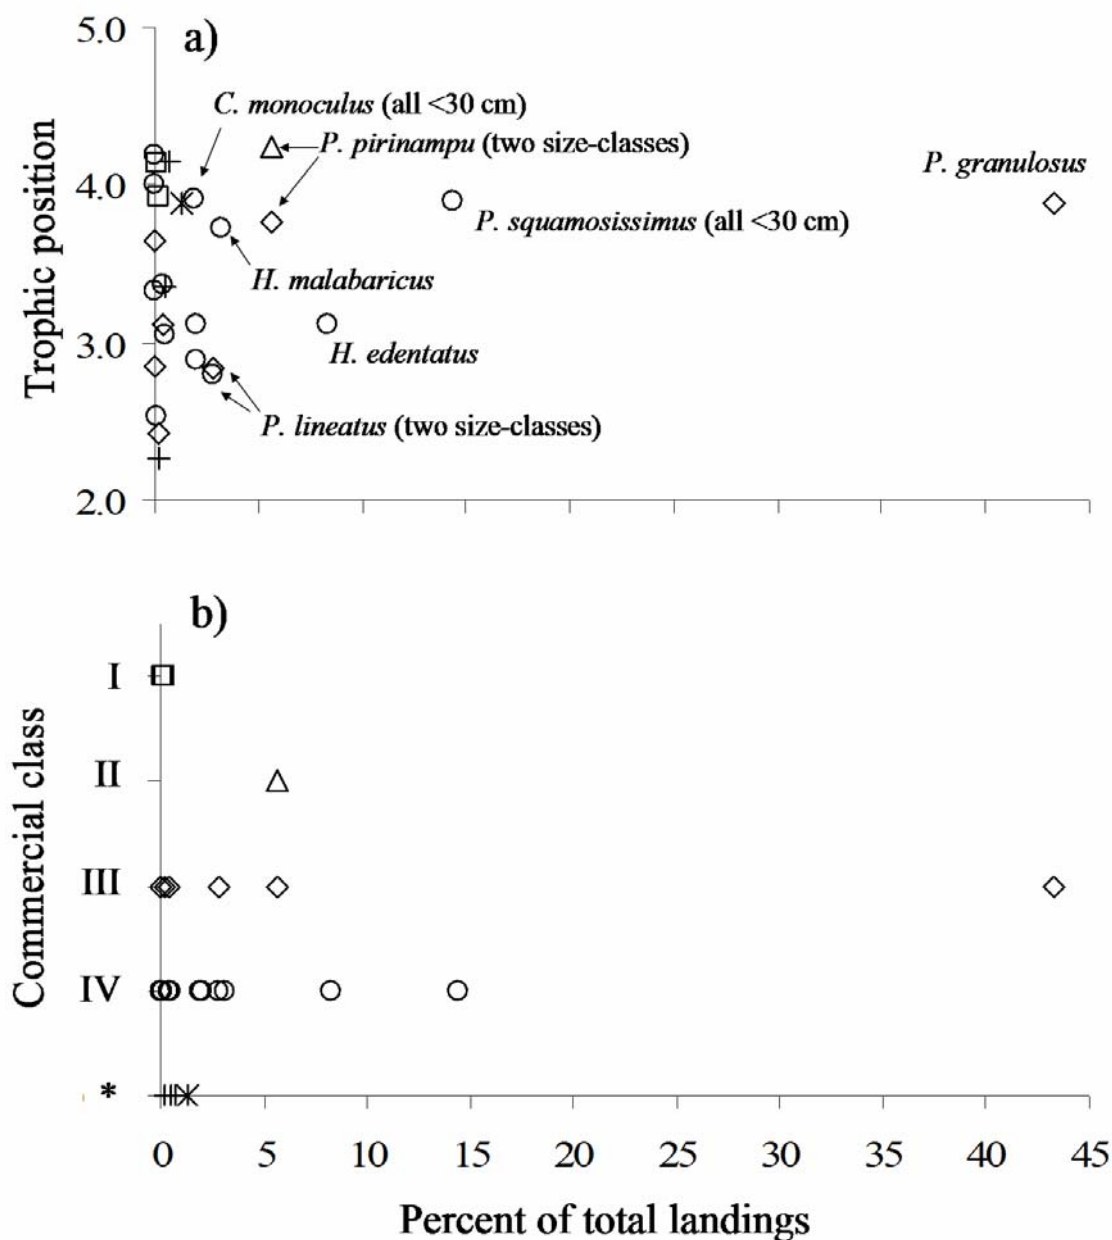 5.0
a)
C. monoculus (all <30 cm)
P. pirinampu (two size-classes)
P. granulosus
4.0
P. squamosissimus (all <30 cm)
H. malabaricus
Trophic position
3.0
H. edentatus
P. lineatus (two size-classes)
2.0
b)
I
II
Commercial class
III
IV
*
0 5 10 15 20 25 30 35 40 45
Percent of total landings